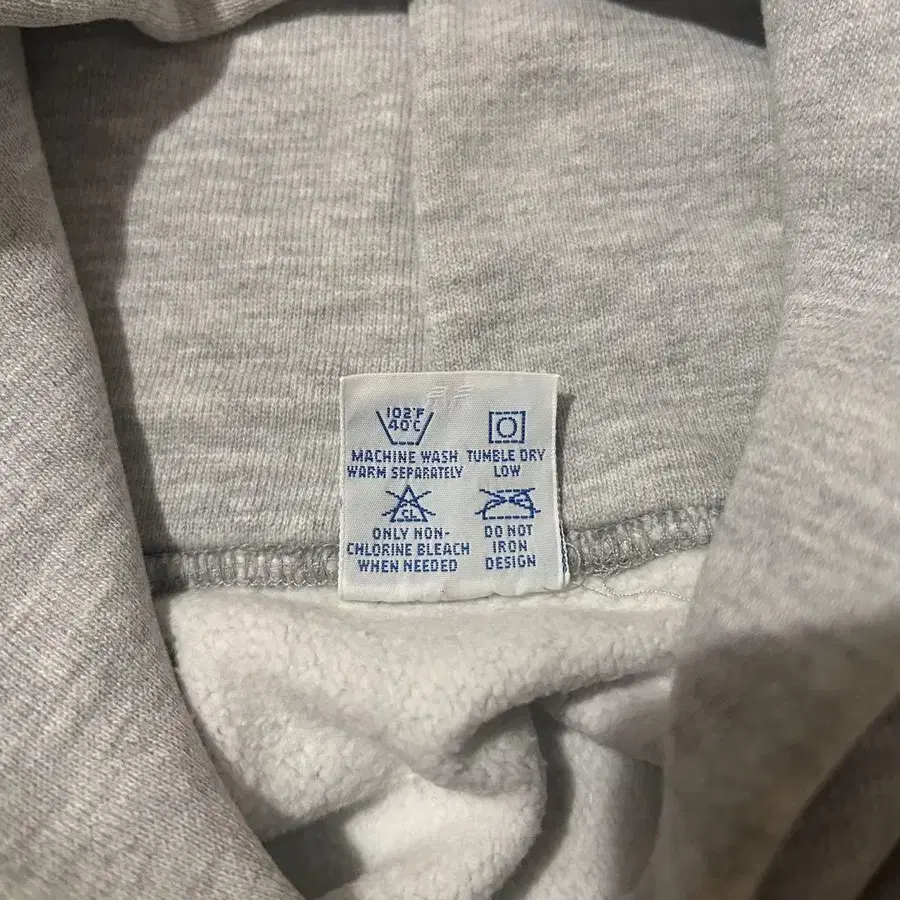 102°F
40°C
MACHINE WASH
WARM SEPARATELY
TUMBLE DRY
LOW
CL
ONLY NON-
CHLORINE BLEACH
WHEN NEEDED
DO NOT
IRON
DESIGN